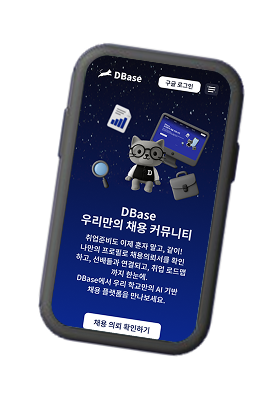 DBase
구글 로그인
D
DBase
우리만의 채용 커뮤니티
취업준비도 이제 혼자 말고, 같이!
나만의 프로필로 채용의뢰서를 확인
하고, 선배들과 연결되고, 취업 로드맵
까지 한눈에.
DBase에서 우리 학교만의 AI 기반
채용 플랫폼을 만나보세요.
채용 의뢰 확인하기